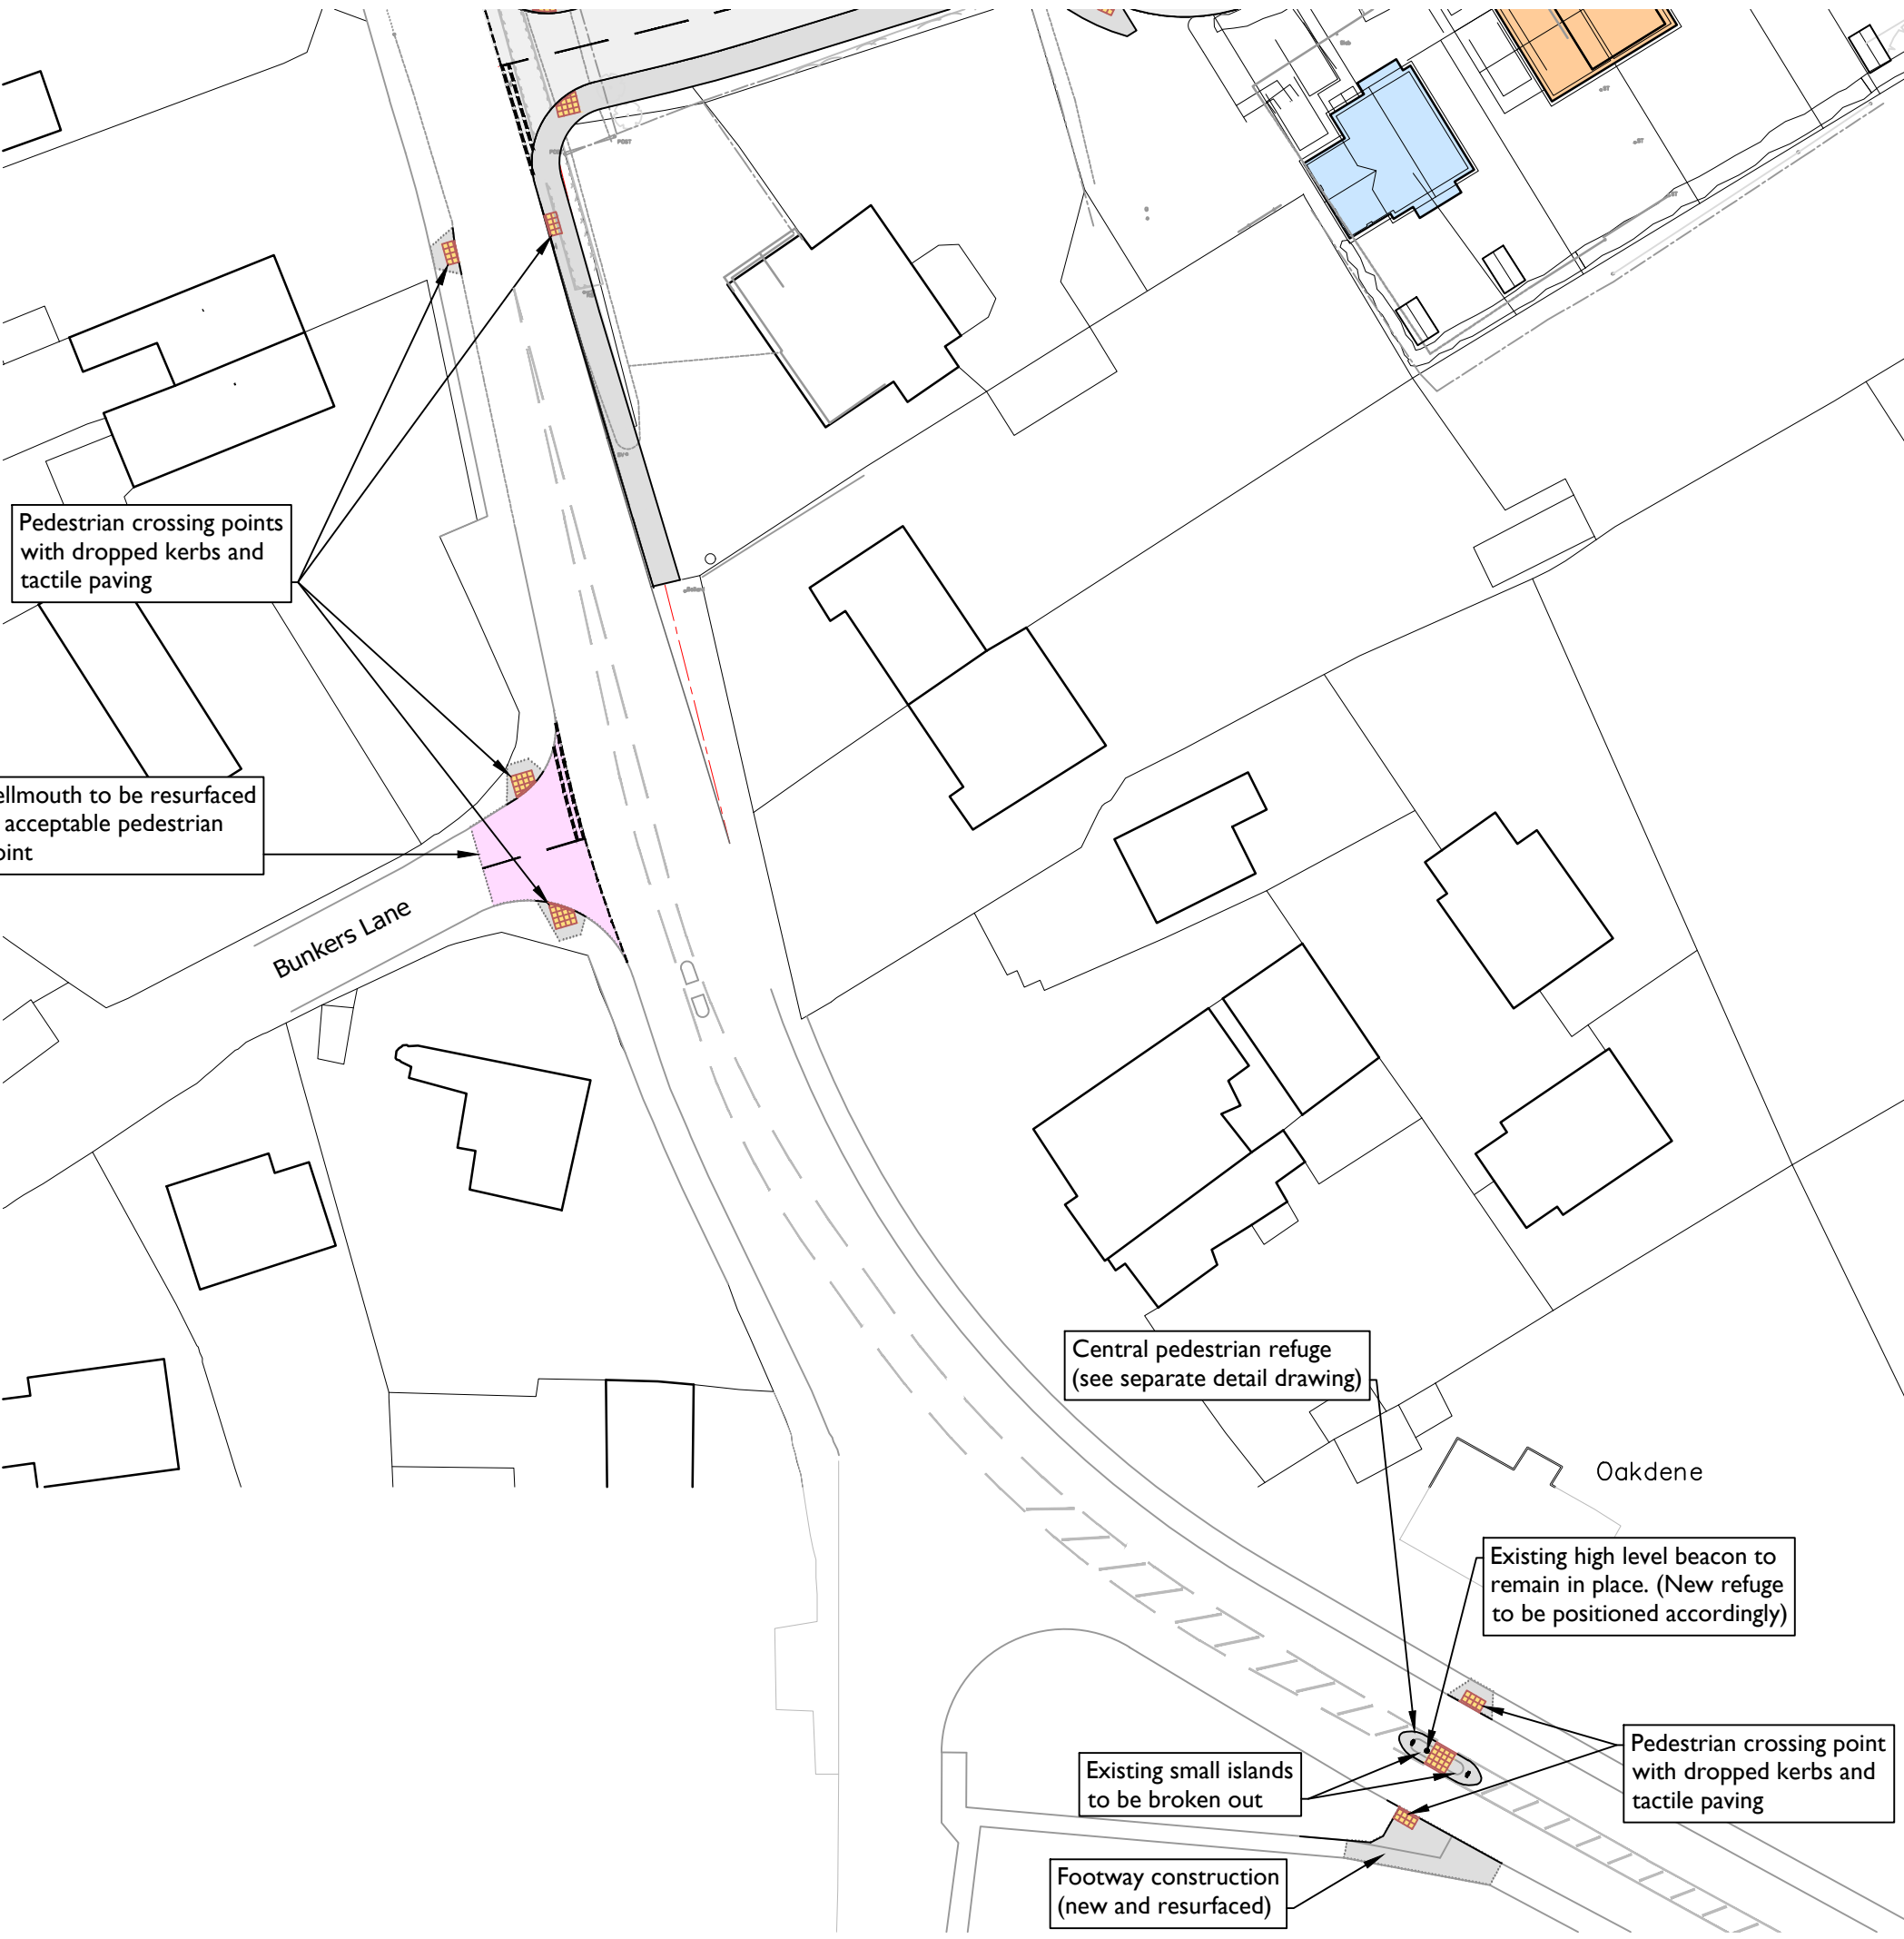 POST
Pedestrian crossing points
with dropped kerbs and
tactile paving
ellmouth to be resurfaced
acceptable pedestrian
oint
Bunkers Lane
Central pedestrian refuge
(see separate detail drawing)
Oakdene
Existing high level beacon to
remain in place. (New refuge
to be positioned accordingly)
Pedestrian crossing point
with dropped kerbs and
tactile paving
Existing small islands
to be broken out
Footway construction
(new and resurfaced)